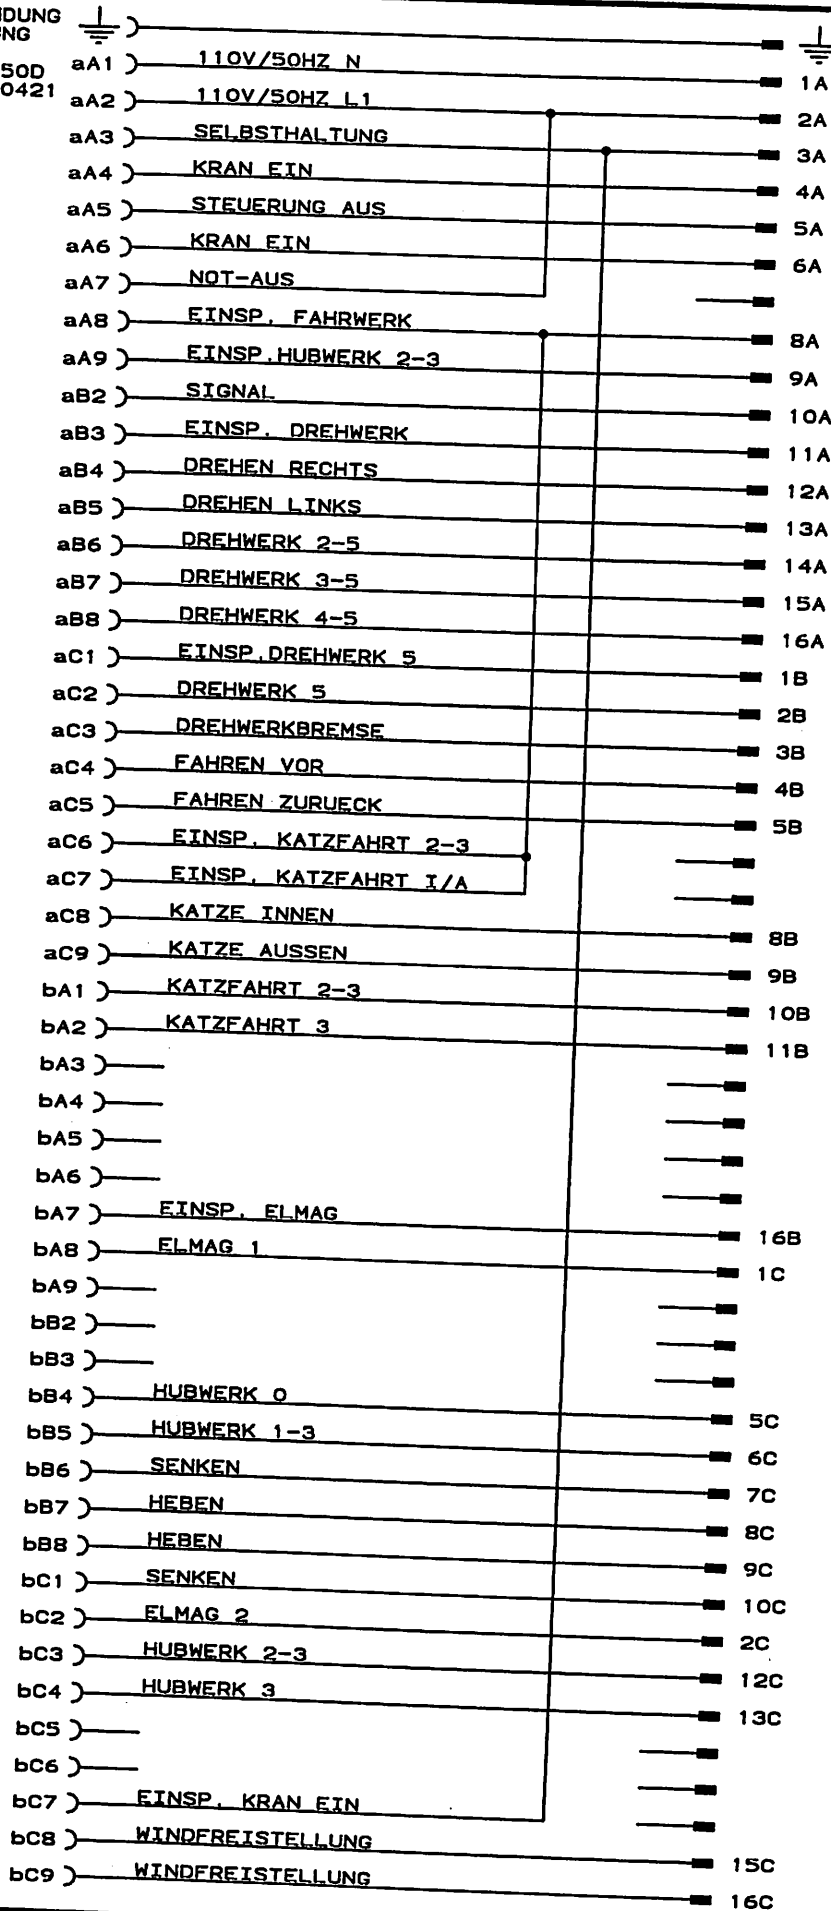 DUNG
NG
50D
0421
aA1 110V/50HZ N 1A
aA2 110V/50HZ L1 2A
aA3 SELBSTHALTUNG 3A
aA4 KRAN EIN 4A
aA5 STEUERUNG AUS 5A
aA6 KRAN EIN 6A
aA7 NOT-AUS
aA8 EINSP. FAHRWERK 8A
aA9 EINSP.HUBWERK 2-3 9A
aB2 SIGNAL 10A
aB3 EINSP. DREHWERK 11A
aB4 DREHEN RECHTS 12A
aB5 DREHEN LINKS 13A
aB6 DREHWERK 2-5 14A
aB7 DREHWERK 3-5 15A
aB8 DREHWERK 4-5 16A
aC1 EINSP.DREHWERK 5 1B
aC2 DREHWERK 5 2B
aC3 DREHWERKBREMSE 3B
aC4 FAHREN VOR 4B
aC5 FAHREN ZURUECK 5B
aC6 EINSP. KATZFAHRT 2-3
aC7 EINSP. KATZFAHRT I/A
aC8 KATZE INNEN 8B
aC9 KATZE AUSSEN 9B
bA1 KATZFAHRT 2-3 10B
bA2 KATZFAHRT 3 11B
bA3
bA4
bA5
bA6
bA7 EINSP. ELMAG 16B
bA8 ELMAG 1 1C
bA9
bB2
bB3
bB4 HUBWERK 0 5C
bB5 HUBWERK 1-3 6C
bB6 SENKEN 7C
bB7 HEBEN 8C
bB8 HEBEN 9C
bC1 SENKEN 10C
bC2 ELMAG 2 2C
bC3 HUBWERK 2-3 12C
bC4 HUBWERK 3 13C
bC5
bC6
bC7 EINSP. KRAN EIN
bC8 WINDFREISTELLUNG 15C
bC9 WINDFREISTELLUNG 16C